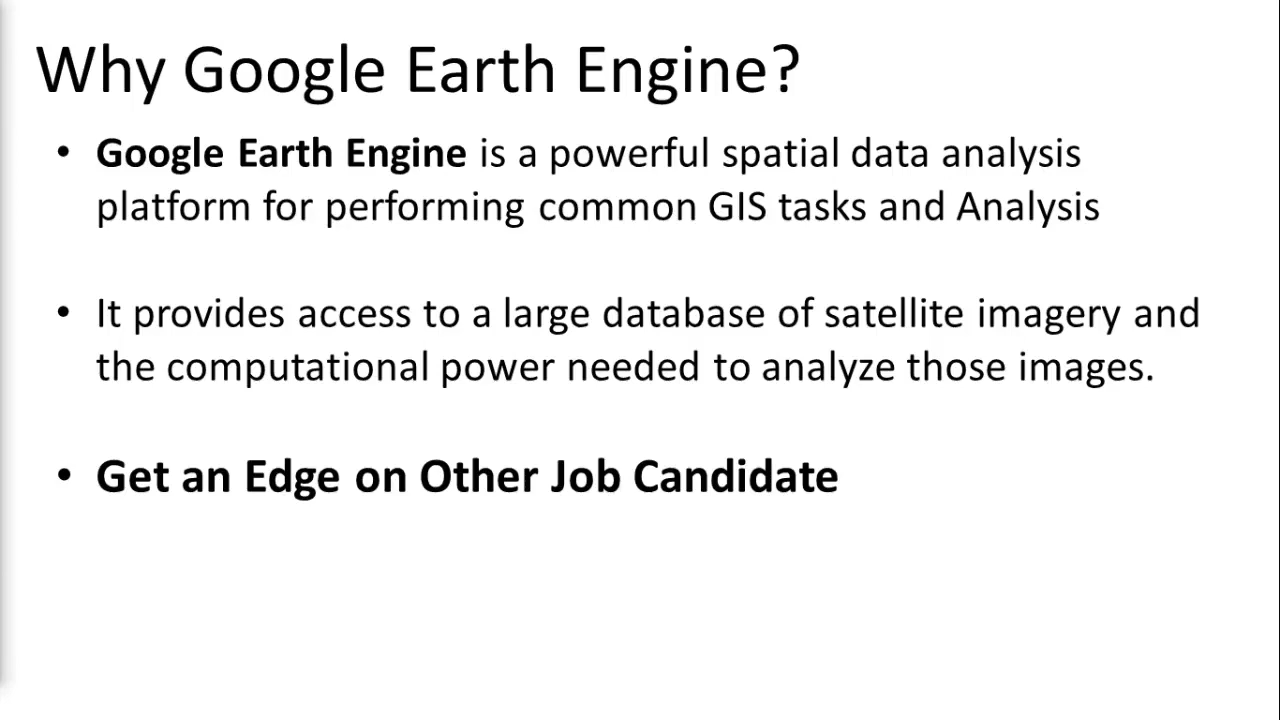 Why Google Earth Engine?
• Google Earth Engine is a powerful spatial data analysis
platform for performing common GIS tasks and Analysis
• It provides access to a large database of satellite imagery and
the computational power needed to analyze those images.
• Get an Edge on Other Job Candidate